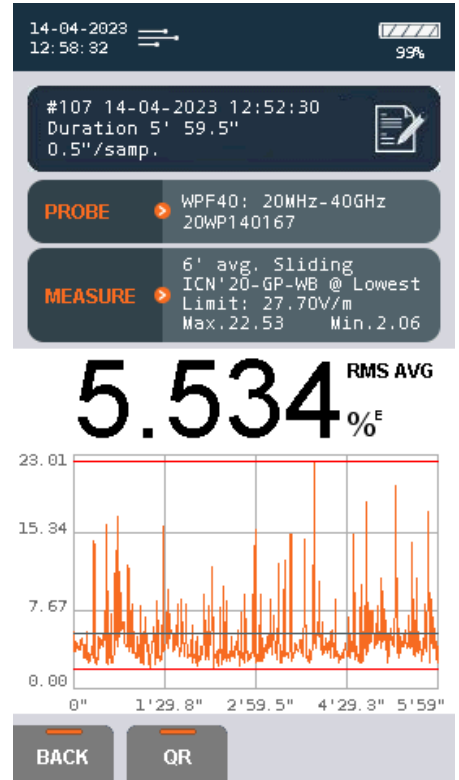 14-04-2023
12:58:32
99%
#107 14-04-2023 12:52:30
Duration 5' 59.5"
0.5"/samp.
PROBE
WPF40: 20MHz-40GHz
20WP140167
MEASURE
6' avg. Sliding
ICN'20-GP-WB @ Lowest
Limit: 27.70V/m
Max.22.53 Min.2.06
5.534 RMS AVG
%E
23.01
15.34
7.67
0.00
0" 1'29.8" 2'59.5" 4'29.3" 5'59"
BACK QR